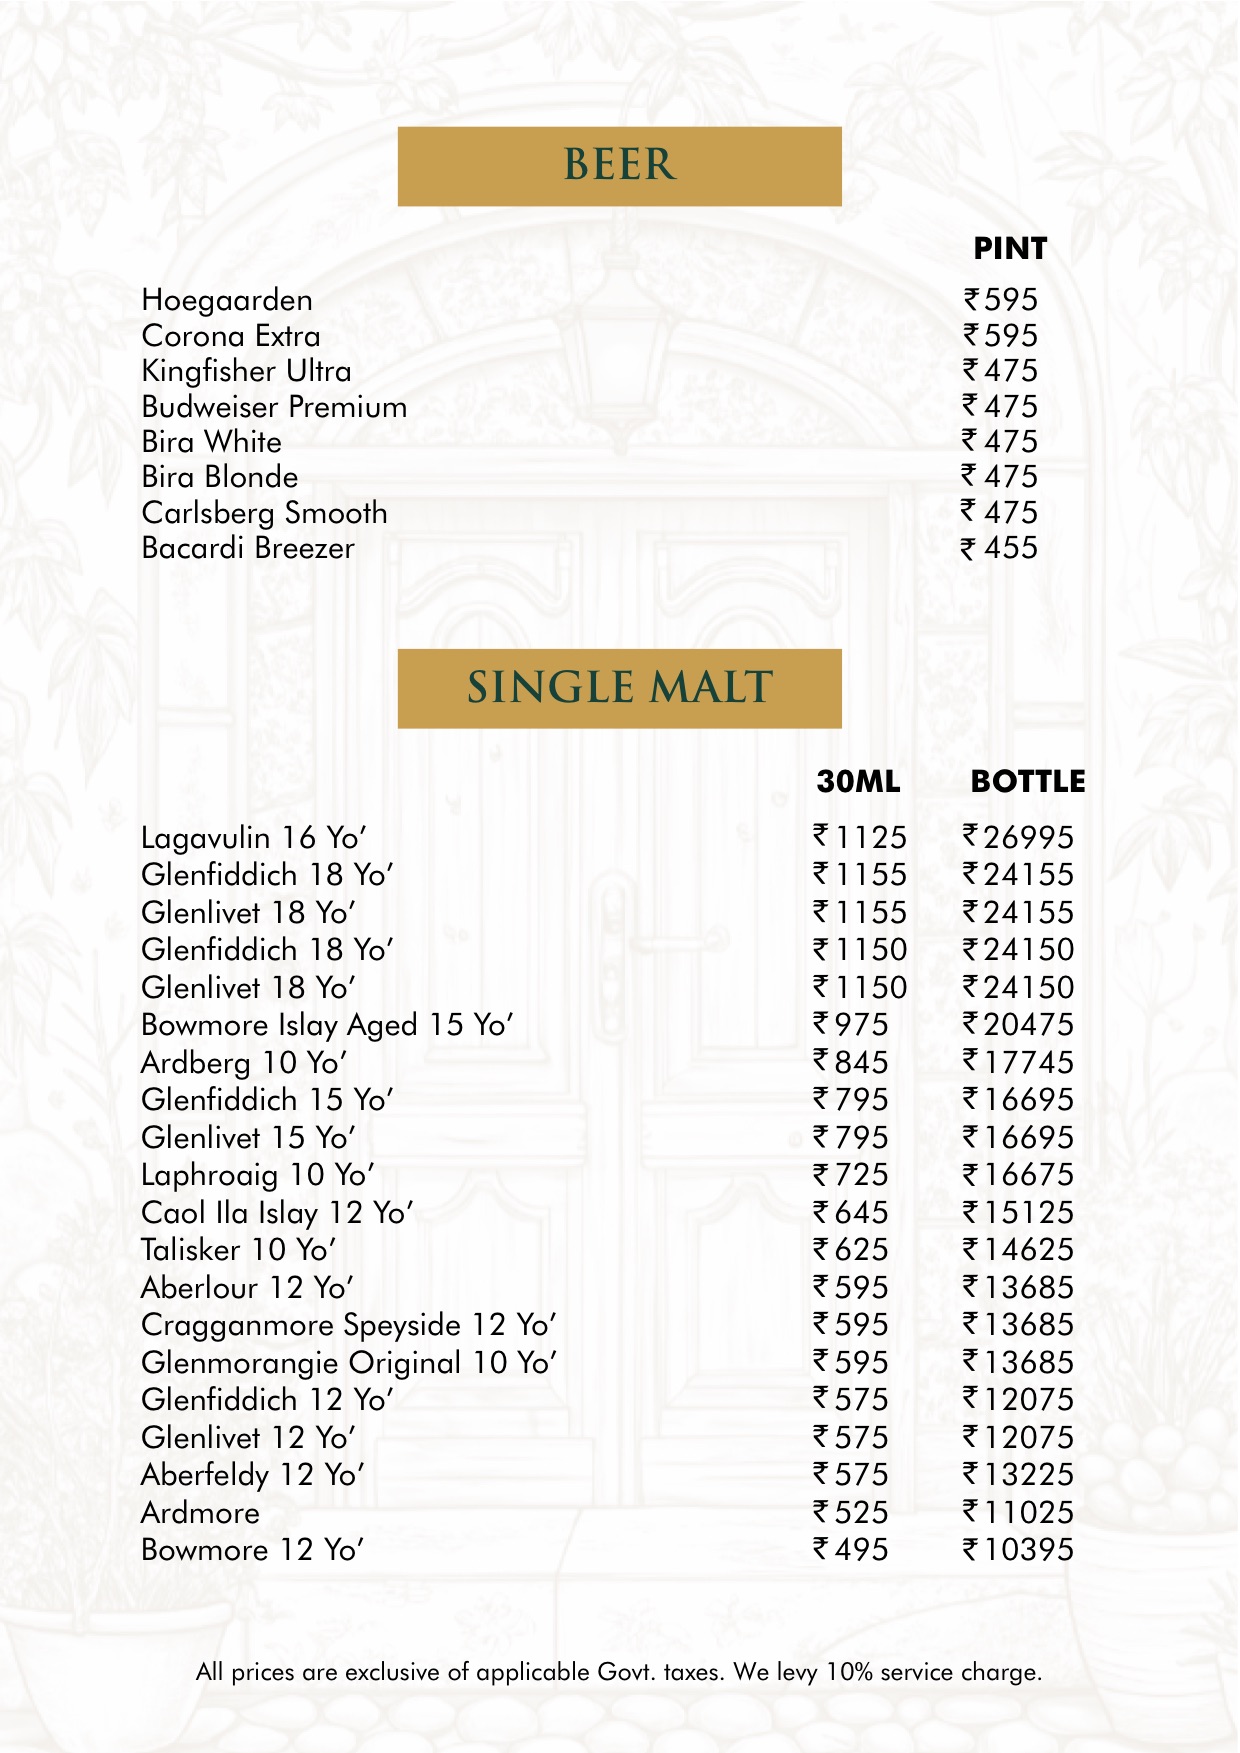 BEER
PINT
Hoegaarden ₹595
Corona Extra ₹595
Kingfisher Ultra ₹475
Budweiser Premium ₹475
Bira White ₹475
Bira Blonde ₹475
Carlsberg Smooth ₹475
Bacardi Breezer ₹455
SINGLE MALT
30ML BOTTLE
Lagavulin 16 Yo’ ₹1125 ₹26995
Glenfiddich 18 Yo’ ₹1155 ₹24155
Glenlivet 18 Yo’ ₹1155 ₹24155
Glenfiddich 18 Yo’ ₹1150 ₹24150
Glenlivet 18 Yo’ ₹1150 ₹24150
Bowmore Islay Aged 15 Yo’ ₹975 ₹20475
Ardberg 10 Yo’ ₹845 ₹17745
Glenfiddich 15 Yo’ ₹795 ₹16695
Glenlivet 15 Yo’ ₹795 ₹16695
Laphroaig 10 Yo’ ₹725 ₹16675
Caol Ila Islay 12 Yo’ ₹645 ₹15125
Talisker 10 Yo’ ₹625 ₹14625
Aberlour 12 Yo’ ₹595 ₹13685
Cragganmore Speyside 12 Yo’ ₹595 ₹13685
Glenmorangie Original 10 Yo’ ₹595 ₹13685
Glenfiddich 12 Yo’ ₹575 ₹12075
Glenlivet 12 Yo’ ₹575 ₹12075
Aberfeldy 12 Yo’ ₹575 ₹13225
Ardmore ₹525 ₹11025
Bowmore 12 Yo’ ₹495 ₹10395
All prices are exclusive of applicable Govt. taxes. We levy 10% service charge.